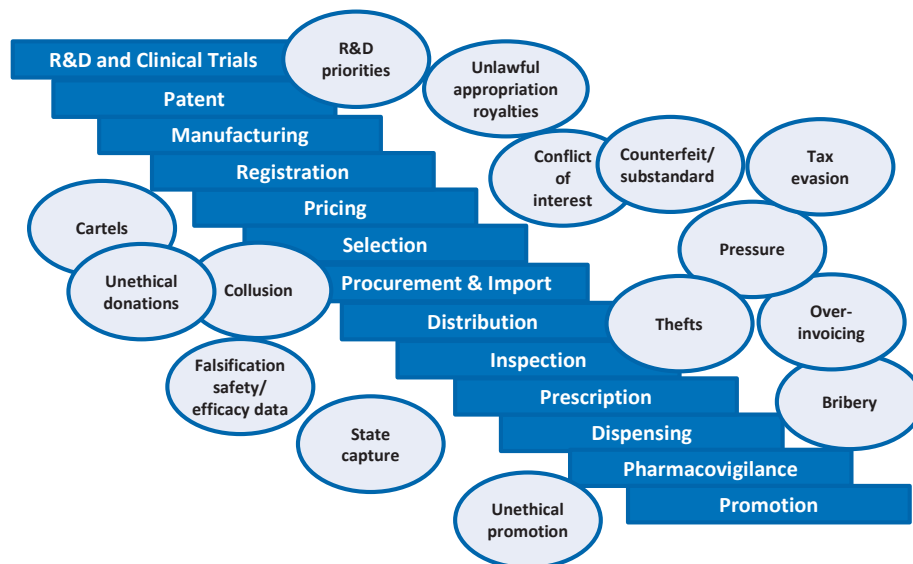 R&D and Clinical Trials
R&D
priorities
Patent
Unlawful
appropriation
royalties
Manufacturing
Registration
Conflict
of
interest
Counterfeit/
substandard
Tax
evasion
Pricing
Cartels
Selection
Pressure
Unethical
donations
Collusion
Procurement & Import
Distribution
Thefts
Over-
invoicing
Inspection
Falsification
safety/
efficacy data
Prescription
Bribery
Dispensing
State
capture
Pharmacovigilance
Promotion
Unethical
promotion